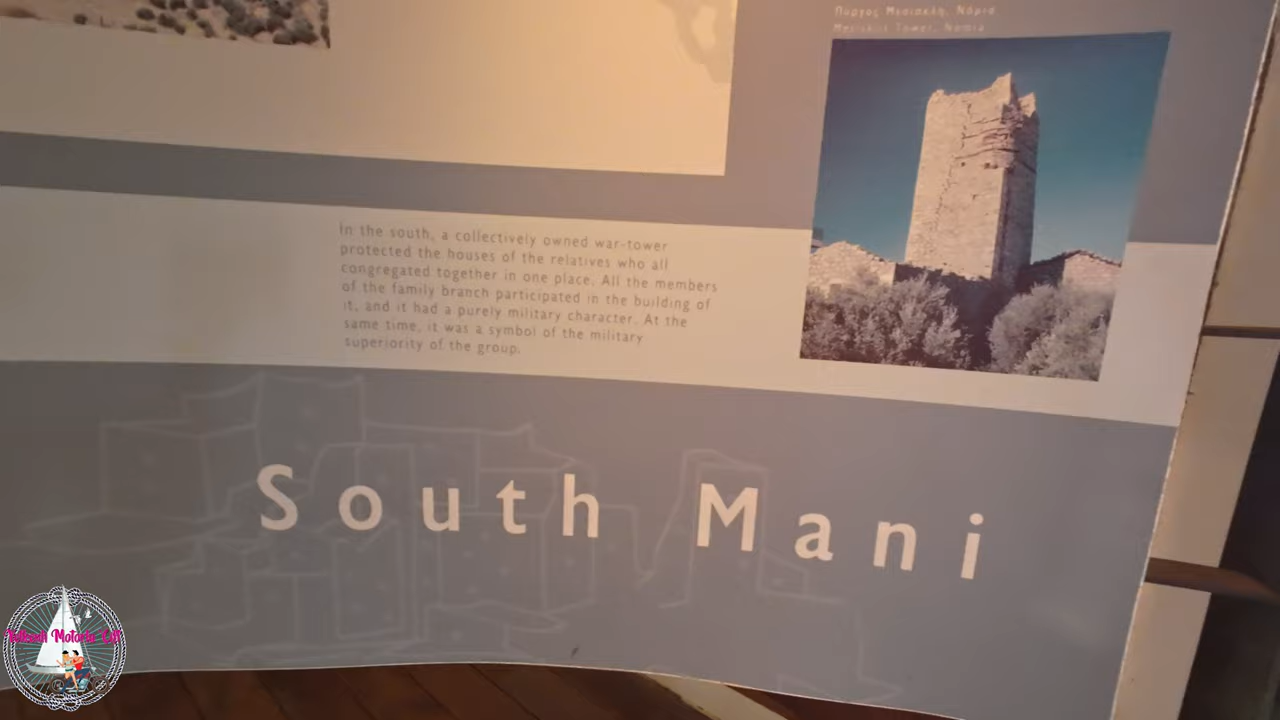 Πύργος Μεσισκλή, Νόμια
Tower, Nomia
In the south, a collectively owned war-tower
protected the houses of the relatives who all
congregated together in one place. All the members
of the family branch participated in the building of
it, and it had a purely military character. At the
same time, it was a symbol of the military
superiority of the group.
South Mani